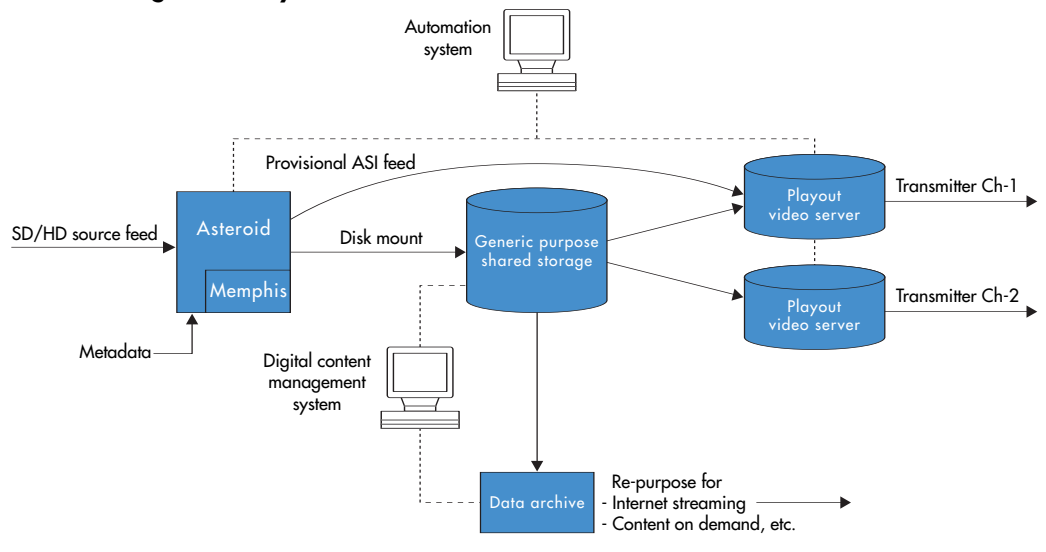 Automation
system
Provisional ASI feed
Playout
video server
Transmitter Ch-1
SD/HD source feed
Asteroid
Disk mount
Generic purpose
shared storage
Memphis
Playout
video server
Transmitter Ch-2
Metadata
Digital content
management
system
Data archive
Re-purpose for
- Internet streaming
- Content on demand, etc.